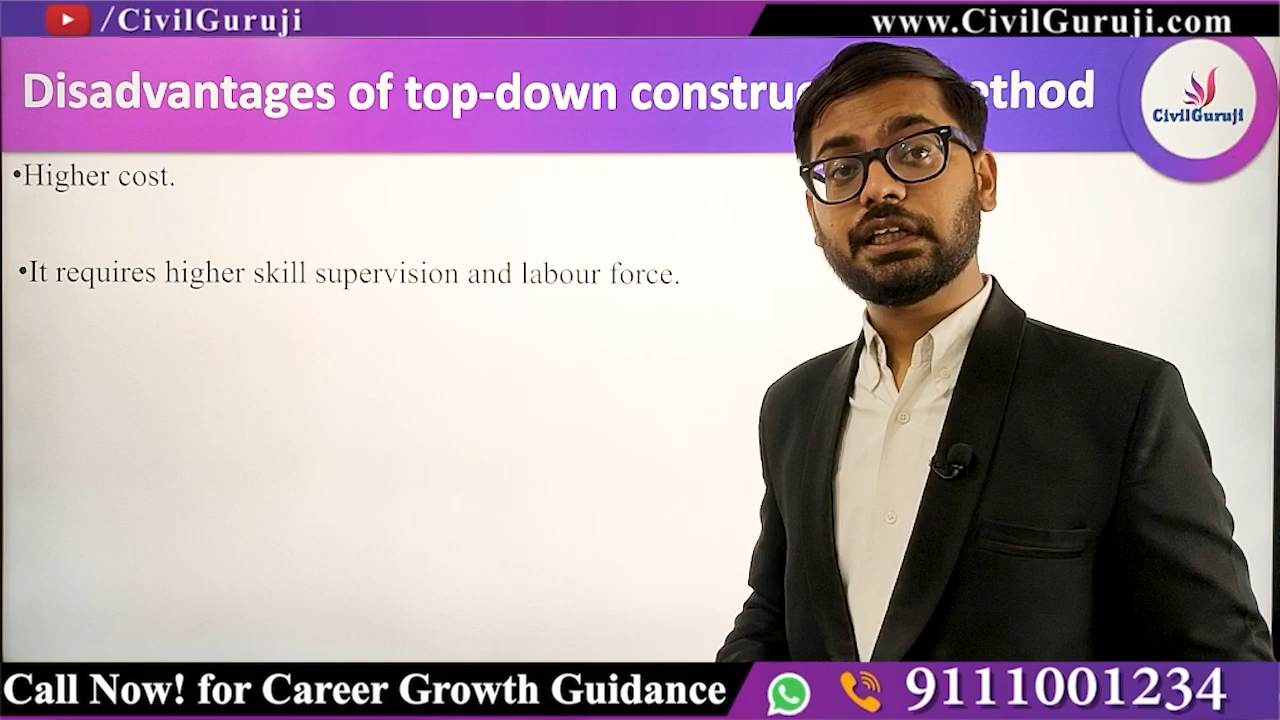 /CivilGuruji
www.CivilGuruji.com
Disadvantages of top-down constru ethod
CivilGuruji
•Higher cost.
•It requires higher skill supervision and labour force.
Call Now! for Career Growth Guidance
9111001234